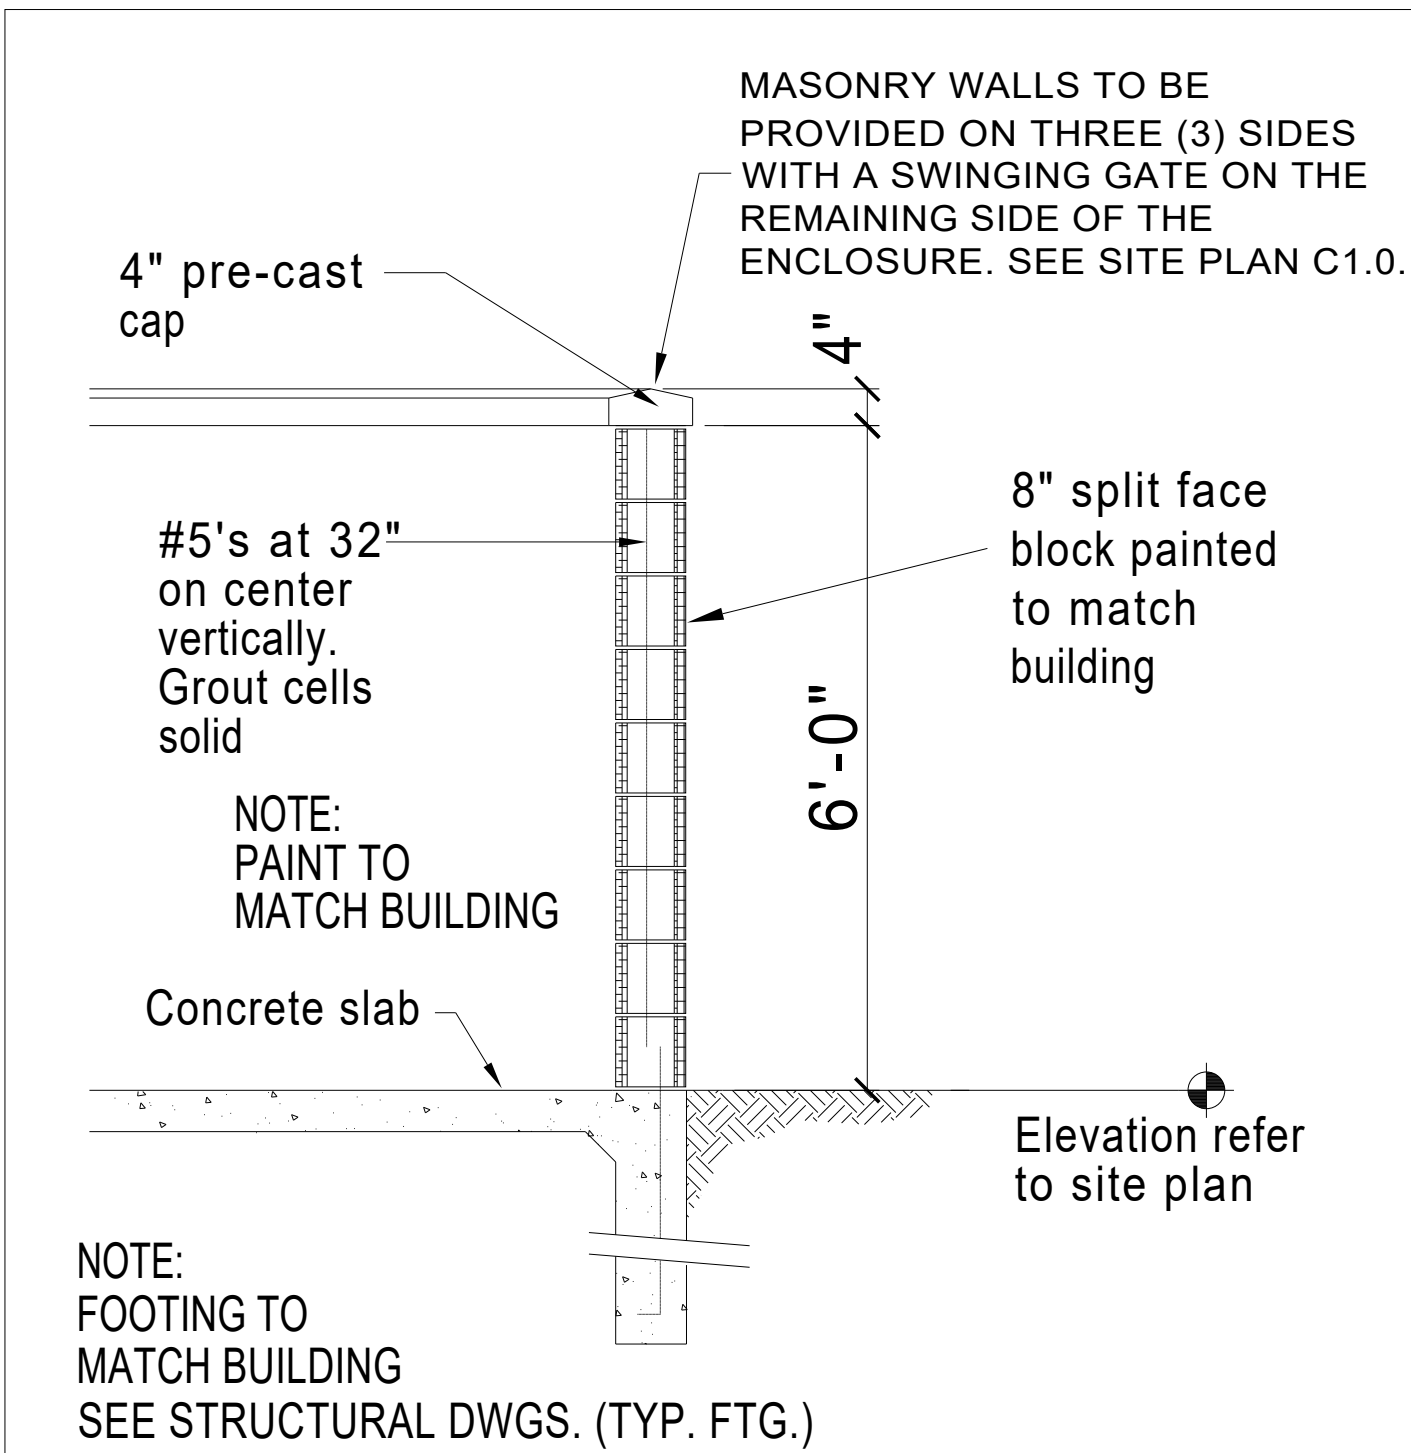 MASONRY WALLS TO BE
PROVIDED ON THREE (3) SIDES
WITH A SWINGING GATE ON THE
REMAINING SIDE OF THE
ENCLOSURE. SEE SITE PLAN C1.0.
4" pre-cast
cap
4"
8" split face
block painted
to match
building
#5's at 32"
on center
vertically.
Grout cells
solid
6'-0"
NOTE:
PAINT TO
MATCH BUILDING
Concrete slab
Elevation refer
to site plan
NOTE:
FOOTING TO
MATCH BUILDING
SEE STRUCTURAL DWGS. (TYP. FTG.)